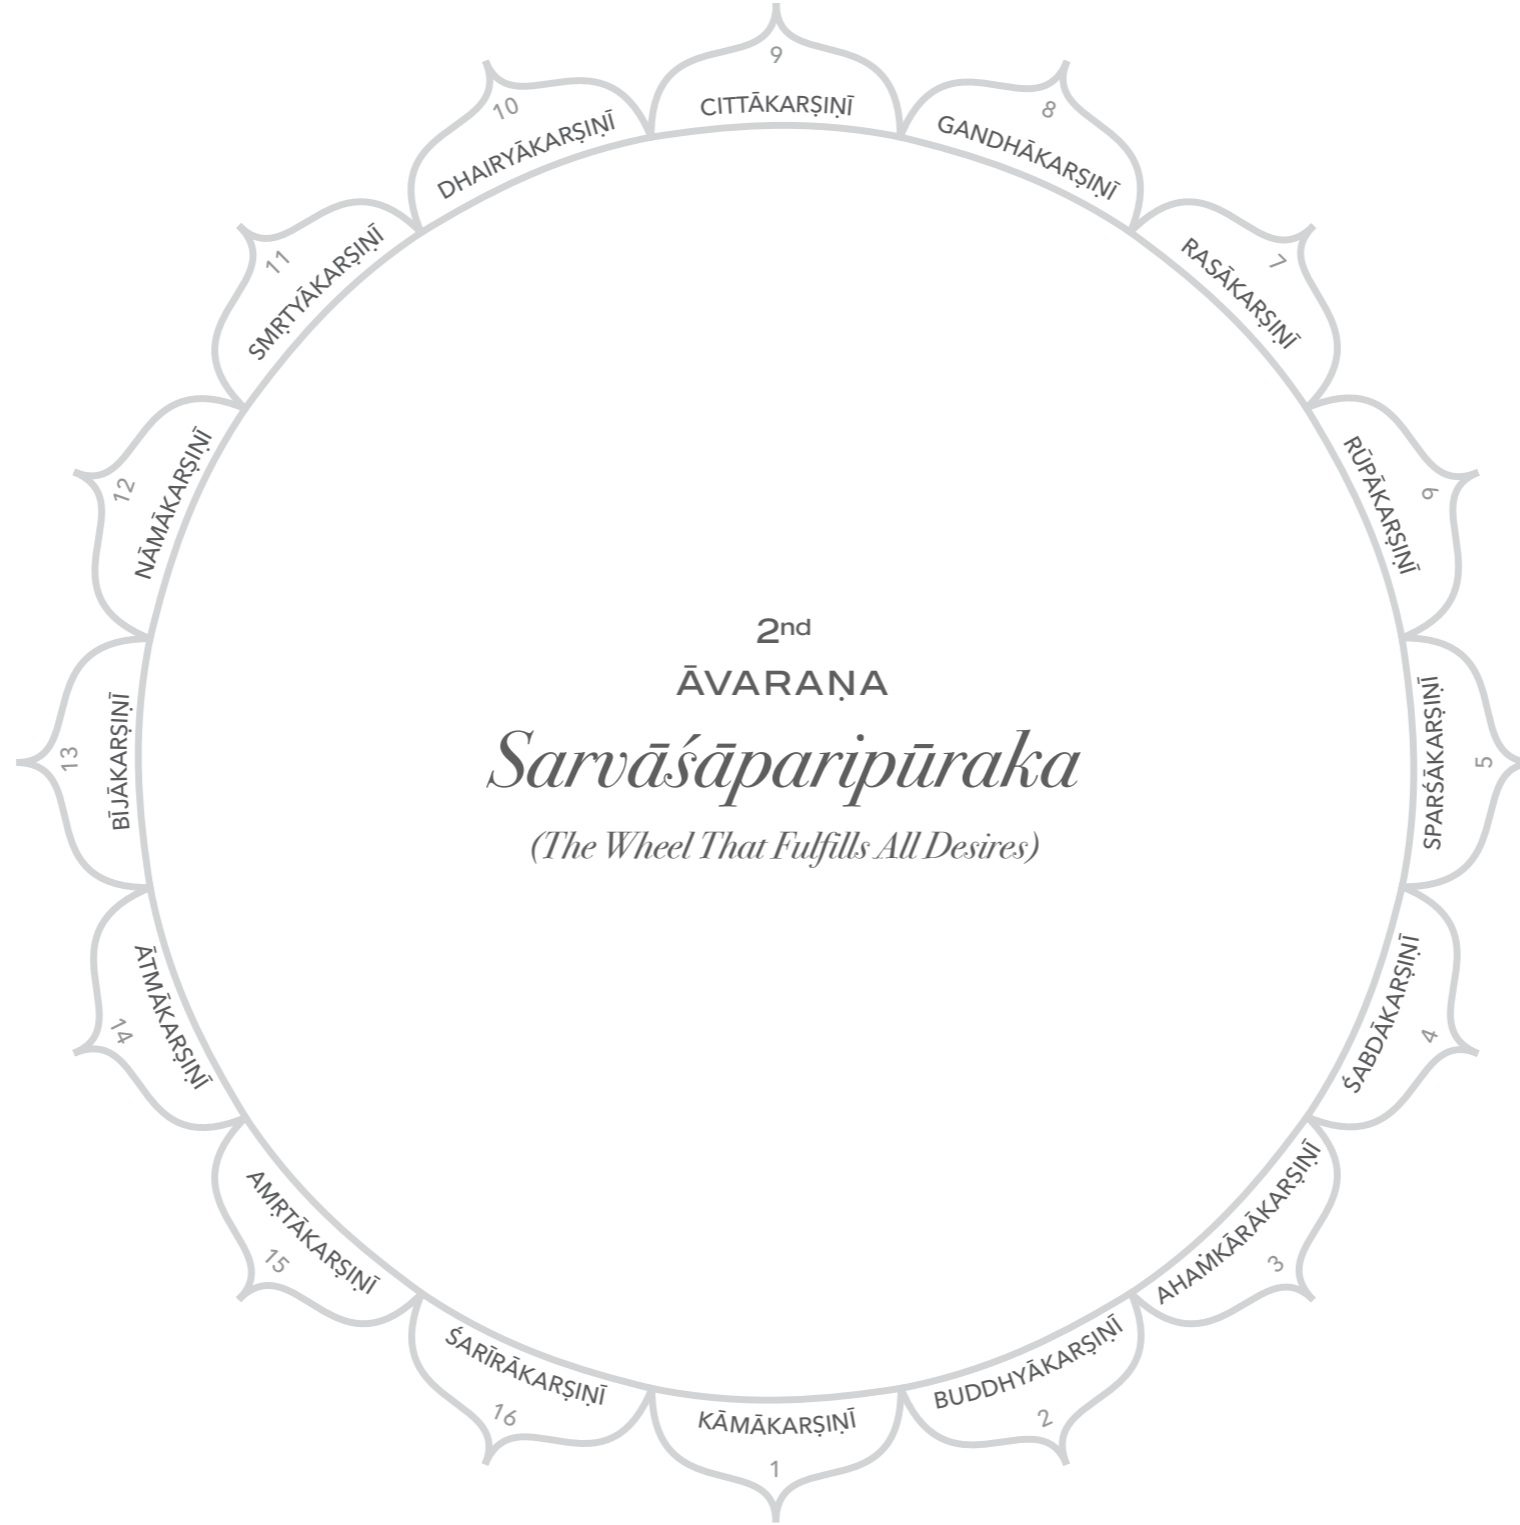 2nd
ĀVARAṆA
Sarvāśāparipūraka
(The Wheel That Fulfills All Desires)
1
KĀMĀKARṢIṆĪ
2
BUDDHYĀKARṢIṆĪ
3
AHAṀKĀRĀKARṢIṆĪ
4
ŚABDĀKARṢIṆĪ
5
SPARŚĀKARṢIṆĪ
6
RŪPĀKARṢIṆĪ
7
RASĀKARṢIṆĪ
8
GANDHĀKARṢIṆĪ
9
CITTĀKARṢIṆĪ
10
DHAIRYĀKARṢIṆĪ
11
SMṚTYĀKARṢIṆĪ
12
NĀMĀKARṢIṆĪ
13
BĪJĀKARṢIṆĪ
14
ĀTMĀKARṢIṆĪ
15
AMṚTĀKARṢIṆĪ
16
ŚARĪRĀKARṢIṆĪ